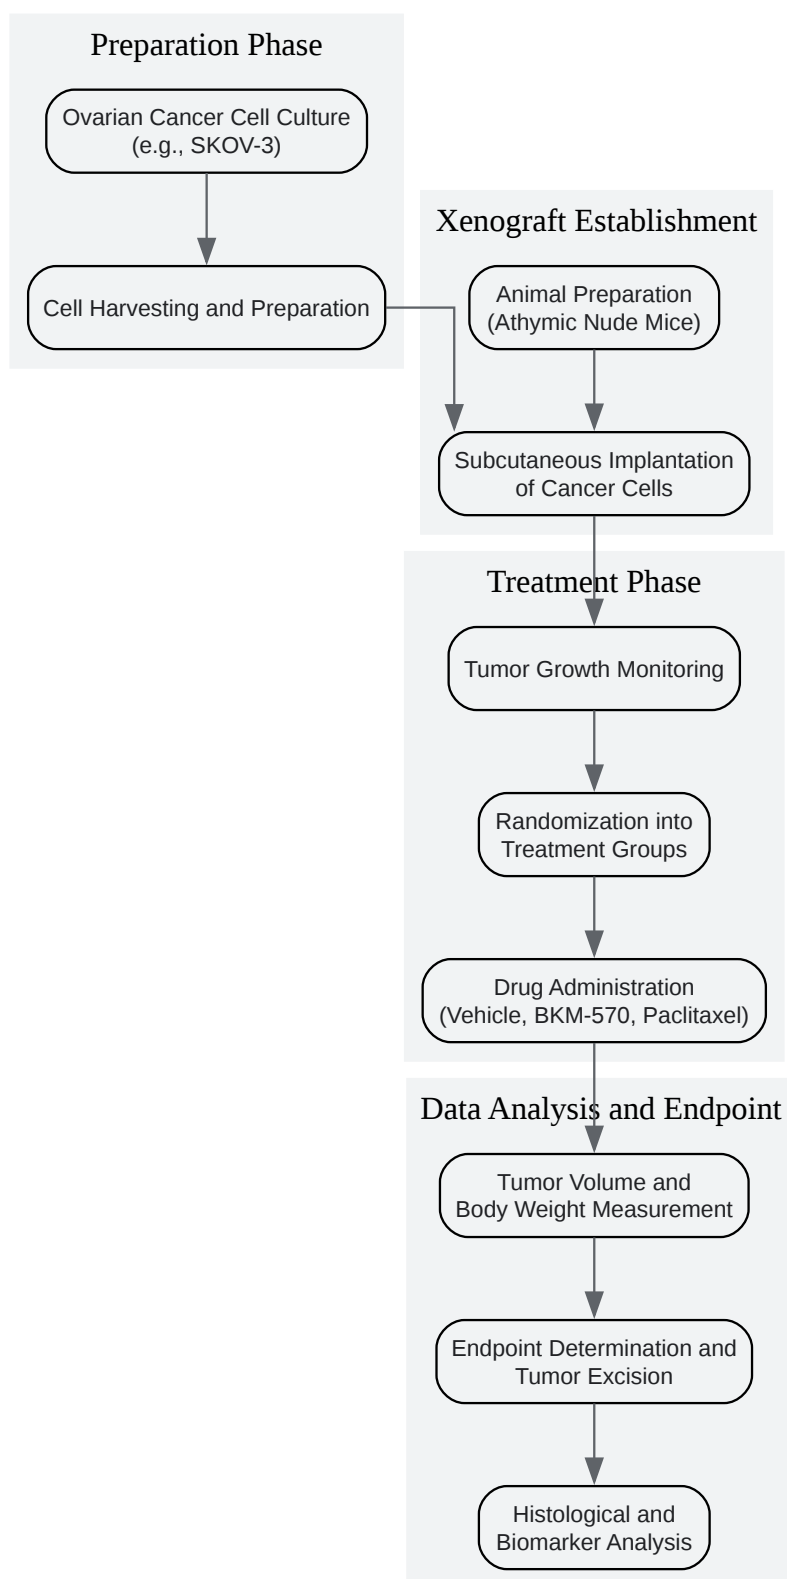 Preparation Phase
Ovarian Cancer Cell Culture
(e.g., SKOV-3)
Cell Harvesting and Preparation
Xenograft Establishment
Animal Preparation
(Athymic Nude Mice)
Subcutaneous Implantation
of Cancer Cells
Treatment Phase
Tumor Growth Monitoring
Randomization into
Treatment Groups
Drug Administration
(Vehicle, BKM-570, Paclitaxel)
Data Analysis and Endpoint
Tumor Volume and
Body Weight Measurement
Endpoint Determination and
Tumor Excision
Histological and
Biomarker Analysis